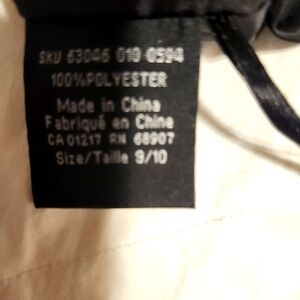 SKU 63046 010 0594
100%POLYESTER
Made in China
Fabriqué en Chine
CA 01217 RN 68907
Size/Taille 9/10